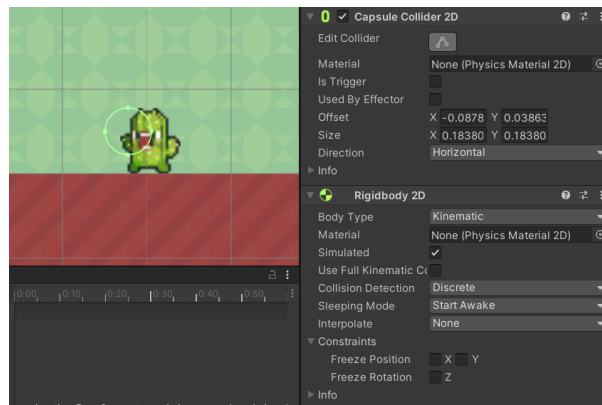 Capsule Collider 2D
Edit Collider
Material None (Physics Material 2D)
Is Trigger
Used By Effector
Offset X -0.0878 Y 0.03863
Size X 0.18380 Y 0.18380
Direction Horizontal
Info
Rigidbody 2D
Body Type Kinematic
Material None (Physics Material 2D)
Simulated
Use Full Kinematic Co
Collision Detection Discrete
Sleeping Mode Start Awake
Interpolate None
Constraints
Freeze Position X Y
Freeze Rotation Z
Info
0:00 0:10 0:20 0:30 0:40 0:50